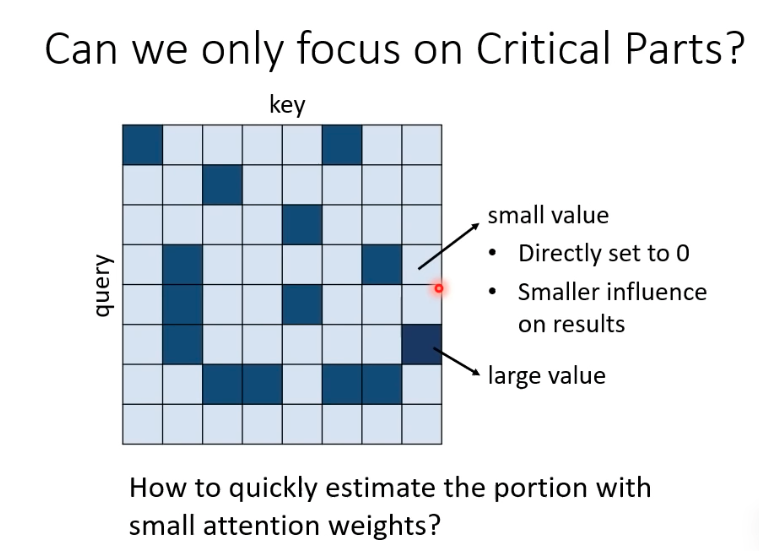 Can we only focus on Critical Parts?
key
query
small value
• Directly set to 0
• Smaller influence
on results
large value
How to quickly estimate the portion with
small attention weights?